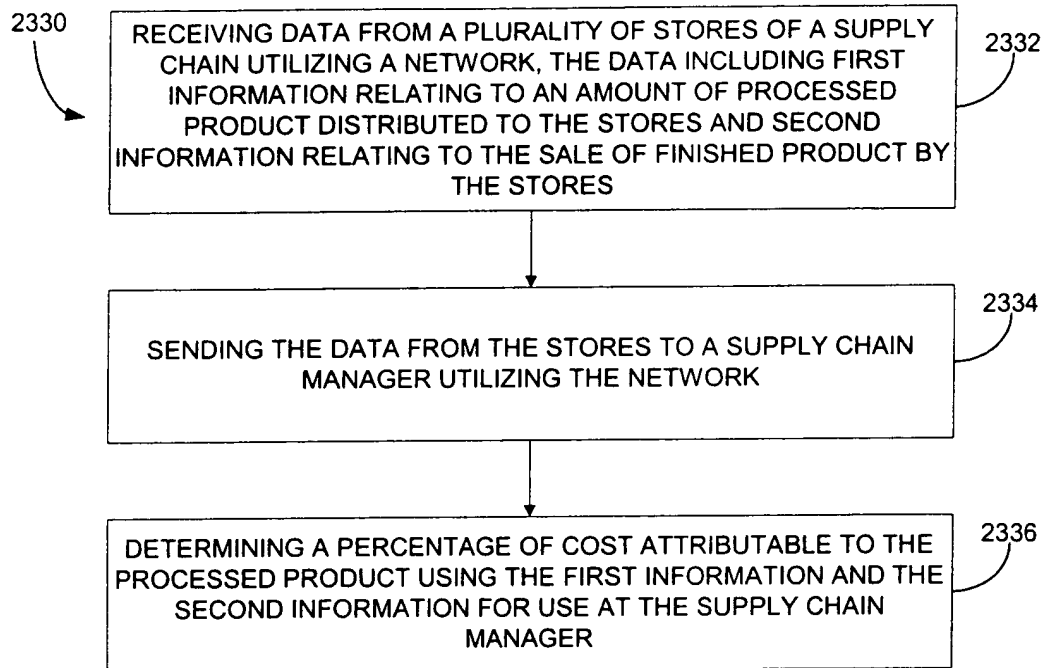 2330
RECEIVING DATA FROM A PLURALITY OF STORES OF A SUPPLY
CHAIN UTILIZING A NETWORK, THE DATA INCLUDING FIRST
INFORMATION RELATING TO AN AMOUNT OF PROCESSED
PRODUCT DISTRIBUTED TO THE STORES AND SECOND
INFORMATION RELATING TO THE SALE OF FINISHED PRODUCT BY
THE STORES
2332
SENDING THE DATA FROM THE STORES TO A SUPPLY CHAIN
MANAGER UTILIZING THE NETWORK
2334
DETERMINING A PERCENTAGE OF COST ATTRIBUTABLE TO THE
PROCESSED PRODUCT USING THE FIRST INFORMATION AND THE
SECOND INFORMATION FOR USE AT THE SUPPLY CHAIN
MANAGER
2336